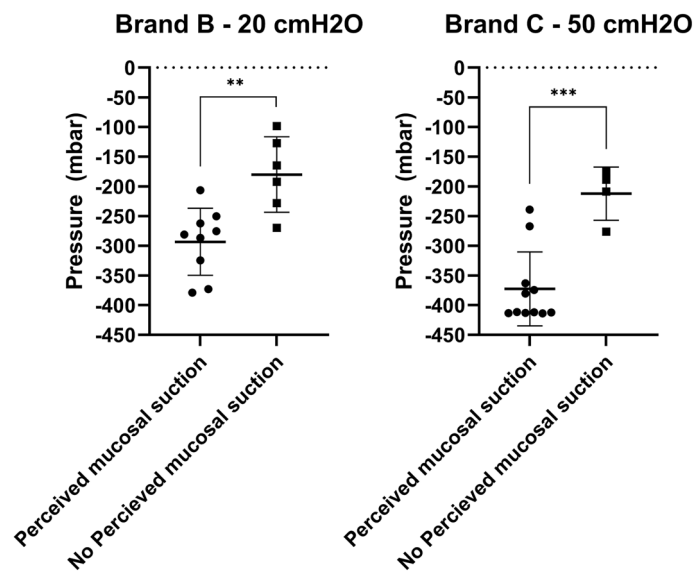 Brand B - 20 cmH2O
Brand C - 50 cmH2O
Pressure (mbar)
0
-50
-100
-150
-200
-250
-300
-350
-400
-450
**
Perceived mucosal suction
No Percieved mucosal suction
Pressure (mbar)
0
-50
-100
-150
-200
-250
-300
-350
-400
-450
***
Perceived mucosal suction
No Percieved mucosal suction